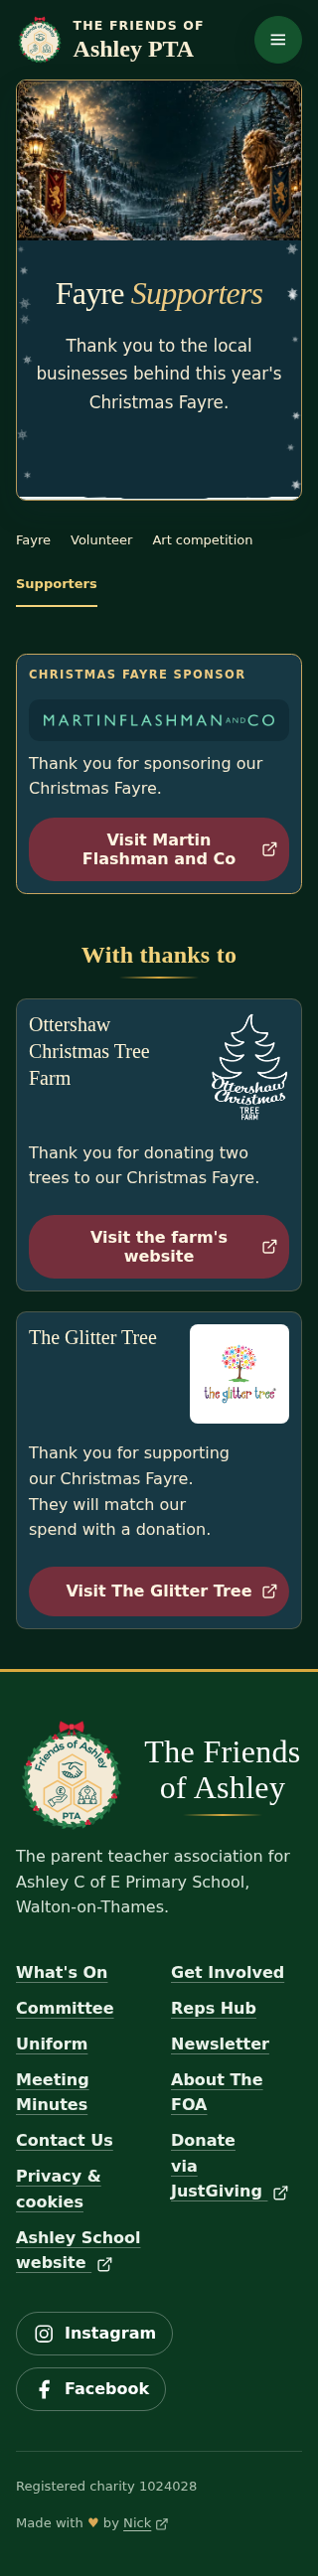 THE FRIENDS OF
Ashley PTA
Fayre Supporters
Thank you to the local
businesses behind this year's
Christmas Fayre.
Fayre Volunteer Art competition
Supporters
CHRISTMAS FAYRE SPONSOR
MARTINFLASHMANANDCO
Thank you for sponsoring our
Christmas Fayre.
Visit Martin
Flashman and Co
With thanks to
Ottershaw
Christmas Tree
Farm
Ottershaw
Christmas
TREE
FARM
Thank you for donating two
trees to our Christmas Fayre.
Visit the farm's
website
The Glitter Tree
the glitter tree
Thank you for supporting
our Christmas Fayre.
They will match our
spend with a donation.
Visit The Glitter Tree
Friends of Ashley
PTA
The Friends
of Ashley
The parent teacher association for
Ashley C of E Primary School,
Walton-on-Thames.
What's On
Committee
Uniform
Meeting
Minutes
Contact Us
Privacy &
cookies
Ashley School
website
Get Involved
Reps Hub
Newsletter
About The
FOA
Donate
via
JustGiving
Instagram
Facebook
Registered charity 1024028
Made with ♥ by Nick